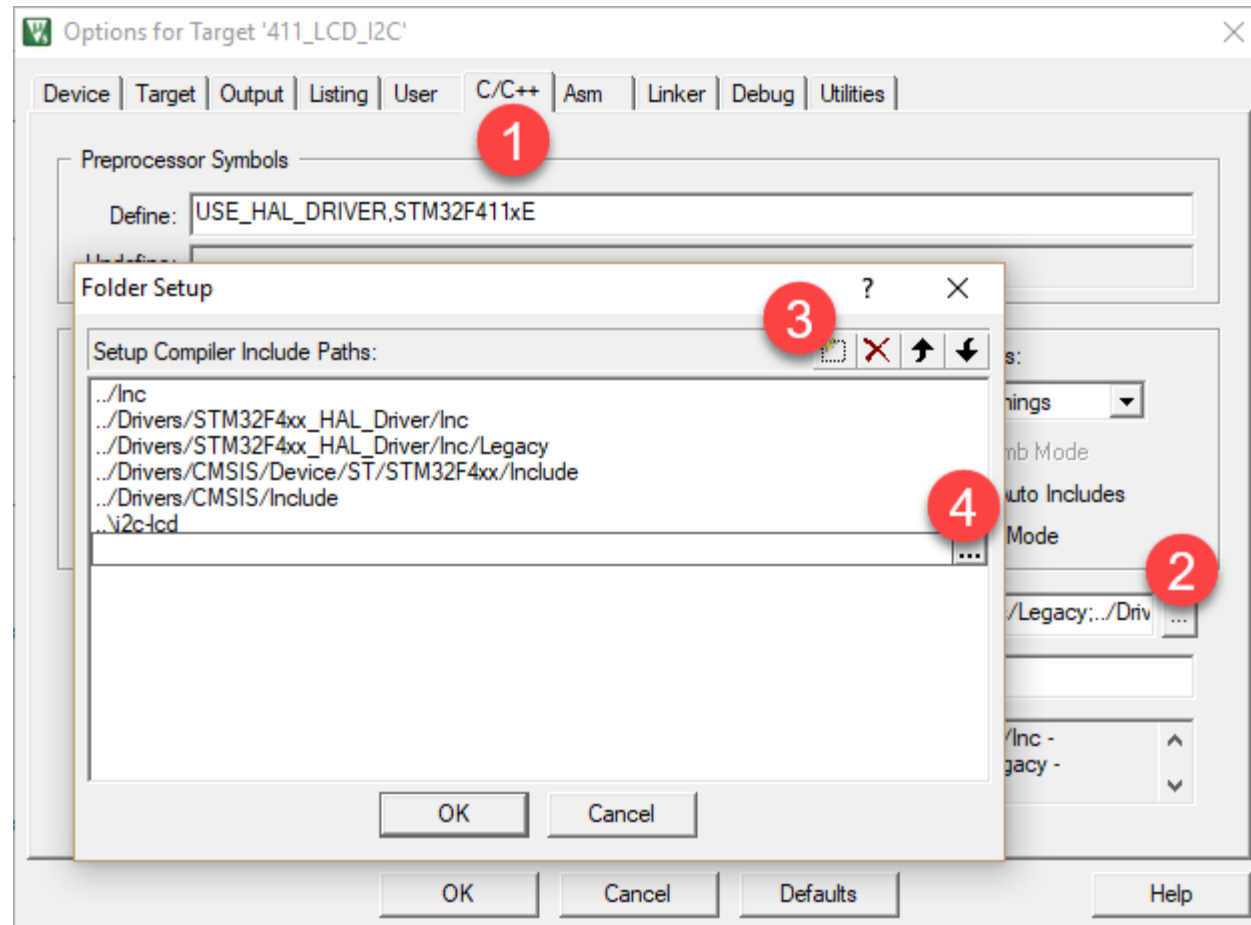 Options for Target '411_LCD_I2C'
Device Target Output Listing User C/C++ Asm Linker Debug Utilities
1
Preprocessor Symbols
Define: USE_HAL_DRIVER,STM32F411xE
Folder Setup ?
3
Setup Compiler Include Paths:
s:
../Inc
../Drivers/STM32F4xx_HAL_Driver/Inc
nings
../Drivers/STM32F4xx_HAL_Driver/Inc/Legacy
mb Mode
../Drivers/CMSIS/Device/ST/STM32F4xx/Include
../Drivers/CMSIS/Include
4
uto Includes
..\i2c-lcd
...
Mode
2
/Legacy;../Driv ...
/Inc -
gacy -
OK Cancel
OK Cancel Defaults Help